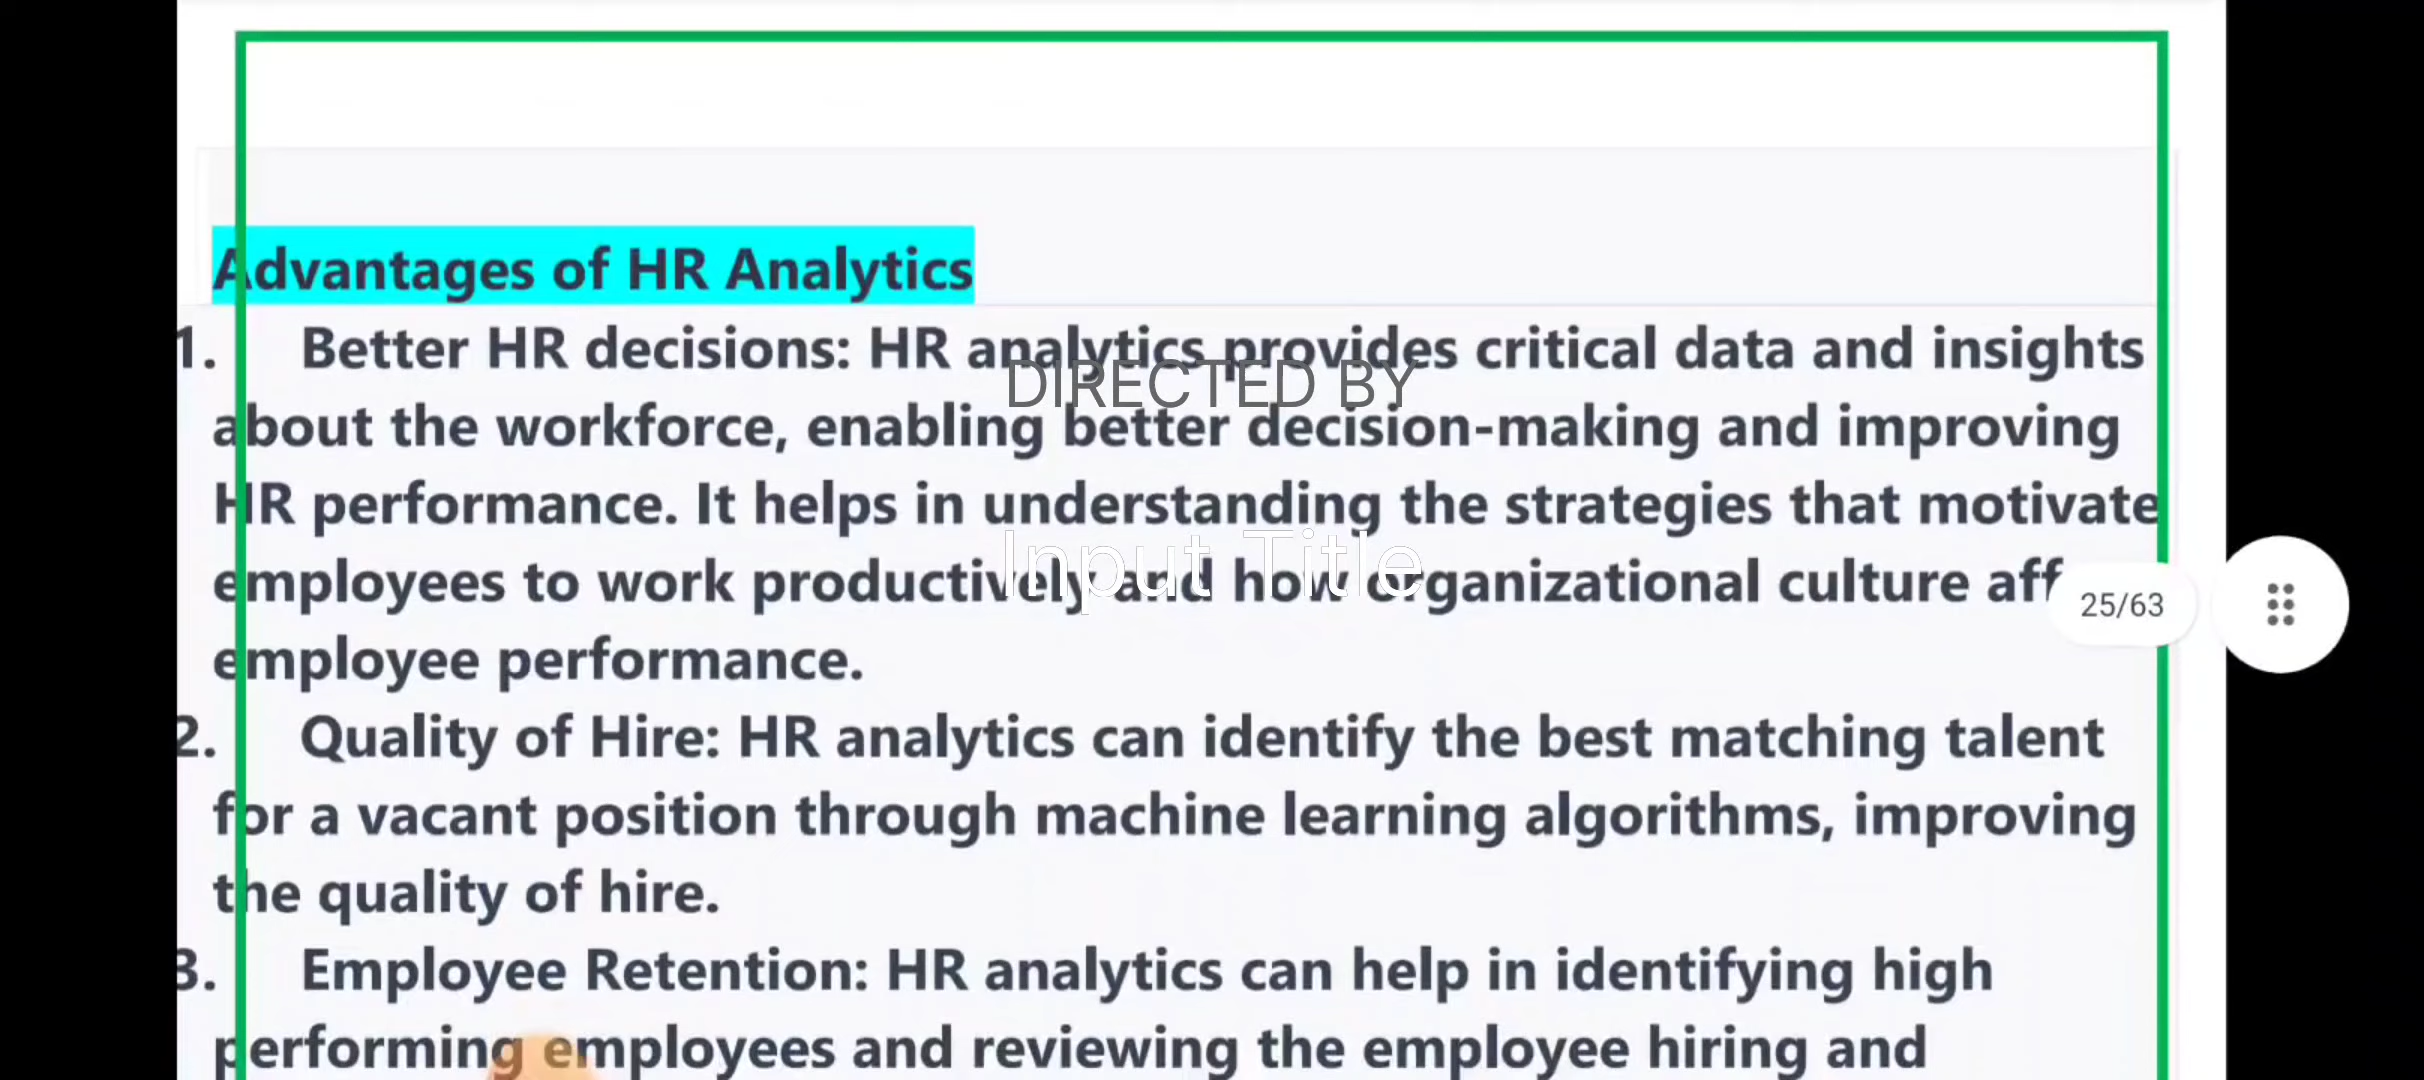 Advantages of HR Analytics
1. Better HR decisions: HR analytics provides critical data and insights
DIRECTED BY
about the workforce, enabling better decision-making and improving
HR performance. It helps in understanding the strategies that motivate
Input Title
employees to work productively and how organizational culture aff
25/63
employee performance.
2. Quality of Hire: HR analytics can identify the best matching talent
for a vacant position through machine learning algorithms, improving
the quality of hire.
3. Employee Retention: HR analytics can help in identifying high
performing employees and reviewing the employee hiring and